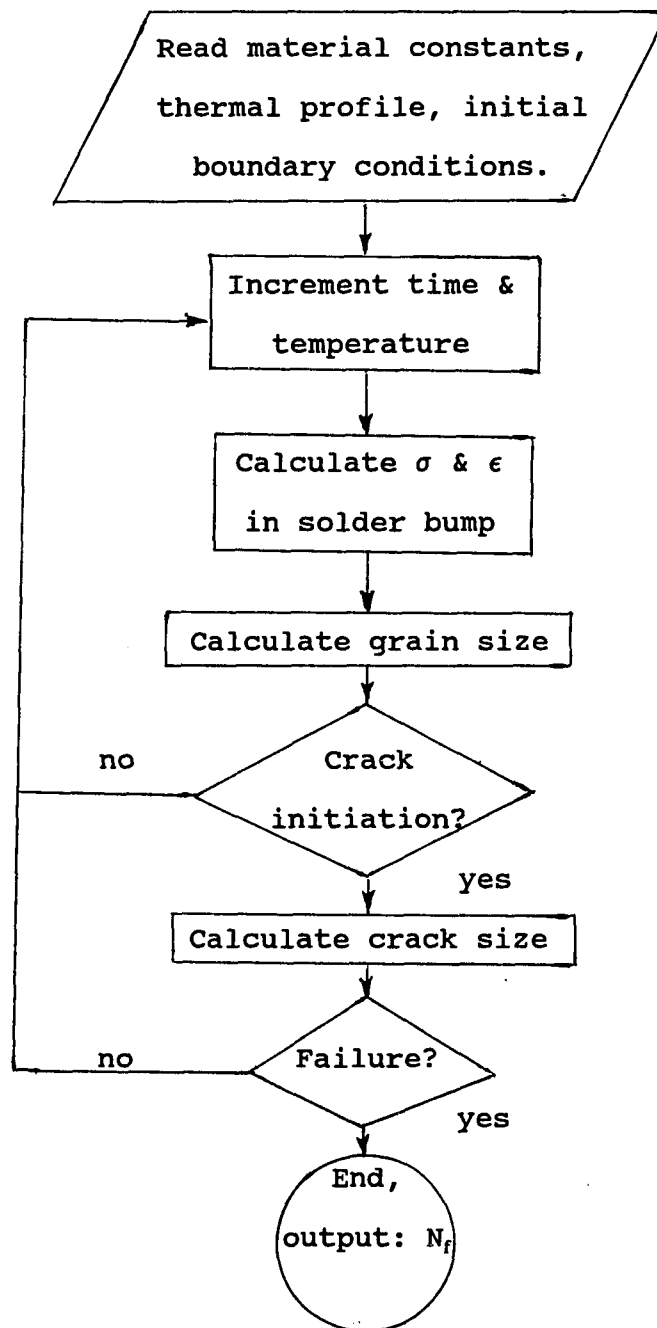 Read material constants,
thermal profile, initial
boundary conditions.
Increment time &
temperature
Calculate σ & ϵ
in solder bump
Calculate grain size
no
Crack
initiation?
yes
Calculate crack size
no
Failure?
yes
End,
output: Nf